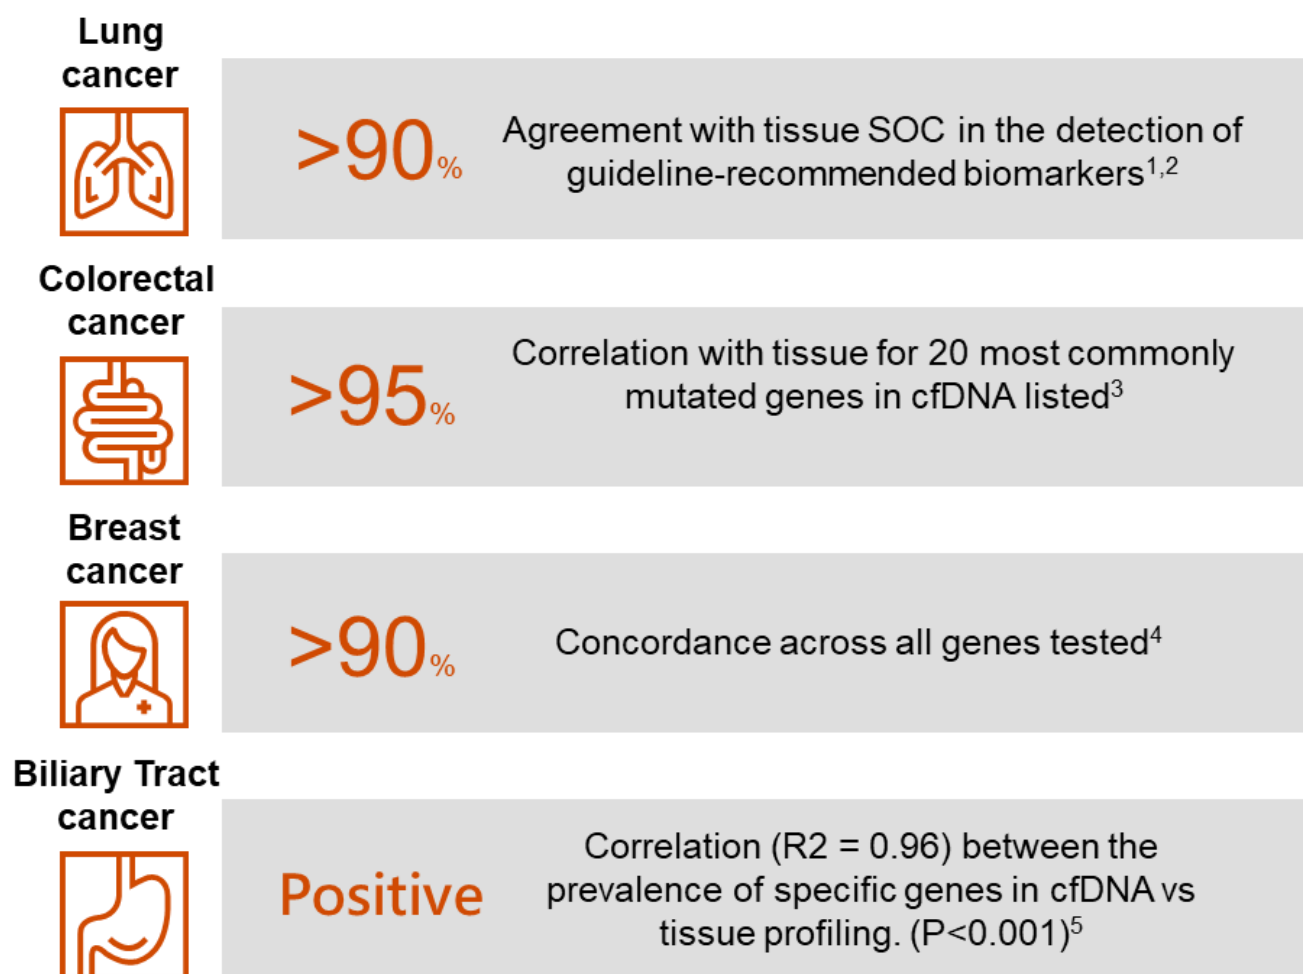 Lung
cancer
>90%
Agreement with tissue SOC in the detection of
guideline-recommended biomarkers1,2
Colorectal
cancer
>95%
Correlation with tissue for 20 most commonly
mutated genes in cfDNA listed3
Breast
cancer
>90%
Concordance across all genes tested4
Biliary Tract
cancer
Positive
Correlation (R2 = 0.96) between the
prevalence of specific genes in cfDNA vs
tissue profiling. (P<0.001)5